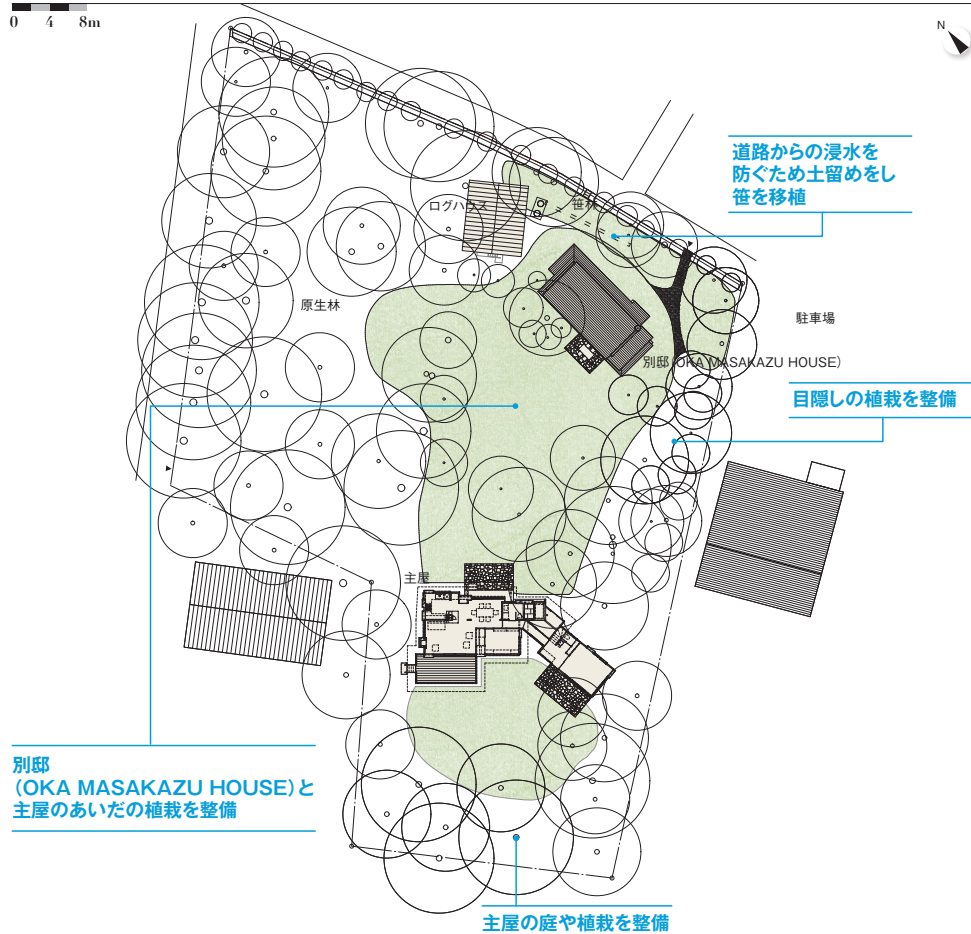 0 4 8m
N
道路からの浸水を
防ぐため土留めをし
笹を移植
ログハウス
笹林
原生林
駐車場
別邸(OKA MASAKAZU HOUSE)
目隠しの植栽を整備
主屋
別邸
(OKA MASAKAZU HOUSE)と
主屋のあいだの植栽を整備
主屋の庭や植栽を整備